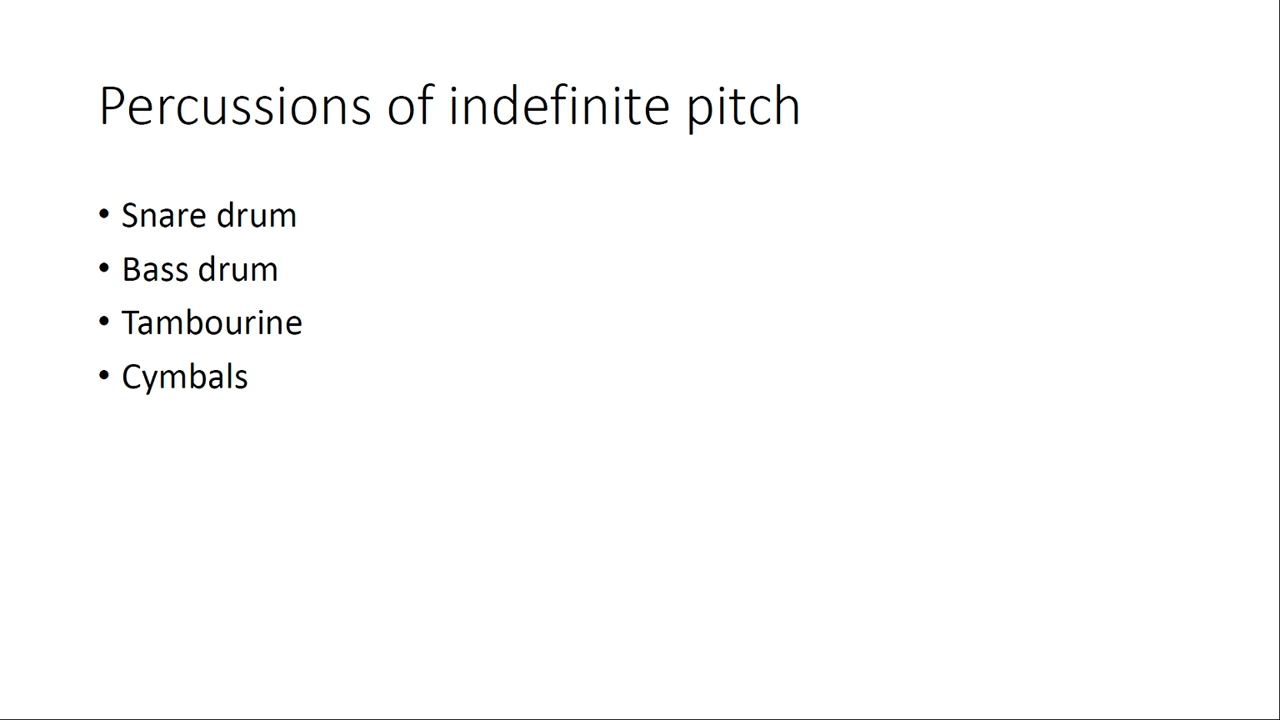 Percussions of indefinite pitch
• Snare drum
• Bass drum
• Tambourine
• Cymbals